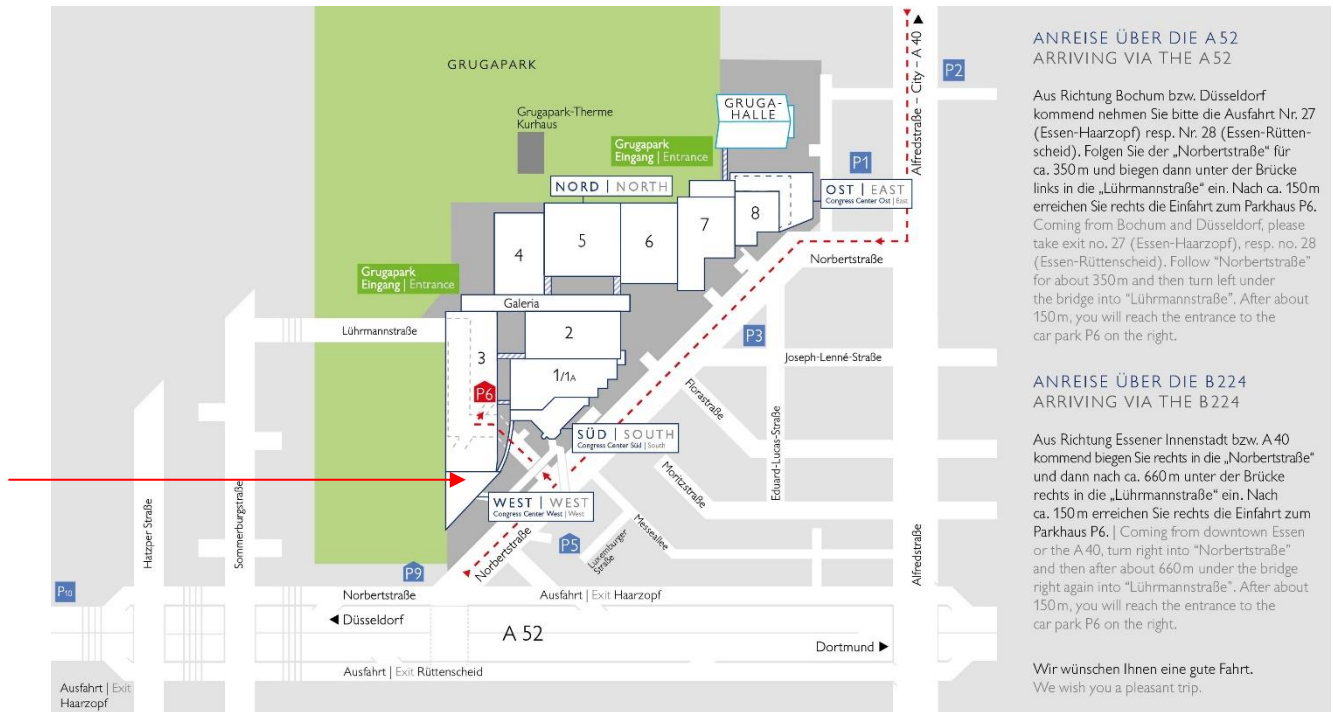 GRUGAPARK
Grugapark-Therme
Kurhaus
GRUGA-
HALLE
Grugapark
Eingang | Entrance
NORD | NORTH
P1
P2
Alfredstraße – City – A 40 ▲
OST | EAST
Congress Center Ost | East
4
5
6
7
8
Norbertstraße
Grugapark
Eingang | Entrance
Galeria
Lührmannstraße
2
3
1/1A
P6
P3
Joseph-Lenné-Straße
Florastraße
Eduard-Lucas-Straße
SÜD | SOUTH
Congress Center Süd | South
Moritzstraße
WEST | WEST
Congress Center West | West
Messeallee
Luxemburger
Straße
P5
Norbertstraße
Hatzper Straße
Sommerburgstraße
Alfredstraße
P9
P10
Norbertstraße
Ausfahrt | Exit Haarzopf
◄ Düsseldorf
A 52
Dortmund ►
Ausfahrt | Exit Rüttenscheid
Ausfahrt | Exit
Haarzopf
ANREISE ÜBER DIE A 52
ARRIVING VIA THE A 52
Aus Richtung Bochum bzw. Düsseldorf
kommend nehmen Sie bitte die Ausfahrt Nr. 27
(Essen-Haarzopf) resp. Nr. 28 (Essen-Rütten-
scheid). Folgen Sie der „Norbertstraße“ für
ca. 350 m und biegen dann unter der Brücke
links in die „Lührmannstraße“ ein. Nach ca. 150 m
erreichen Sie rechts die Einfahrt zum Parkhaus P6.
Coming from Bochum and Düsseldorf, please
take exit no. 27 (Essen-Haarzopf), resp. no. 28
(Essen-Rüttenscheid). Follow “Norbertstraße”
for about 350 m and then turn left under
the bridge into “Lührmannstraße”. After about
150 m, you will reach the entrance to the
car park P6 on the right.
ANREISE ÜBER DIE B224
ARRIVING VIA THE B224
Aus Richtung Essener Innenstadt bzw. A 40
kommend biegen Sie rechts in die „Norbertstraße“
und dann nach ca. 660 m unter der Brücke
rechts in die „Lührmannstraße“ ein. Nach
ca. 150 m erreichen Sie rechts die Einfahrt zum
Parkhaus P6. | Coming from downtown Essen
or the A 40, turn right into “Norbertstraße”
and then after about 660 m under the bridge
right again into “Lührmannstraße”. After about
150 m, you will reach the entrance to the
car park P6 on the right.
Wir wünschen Ihnen eine gute Fahrt.
We wish you a pleasant trip.